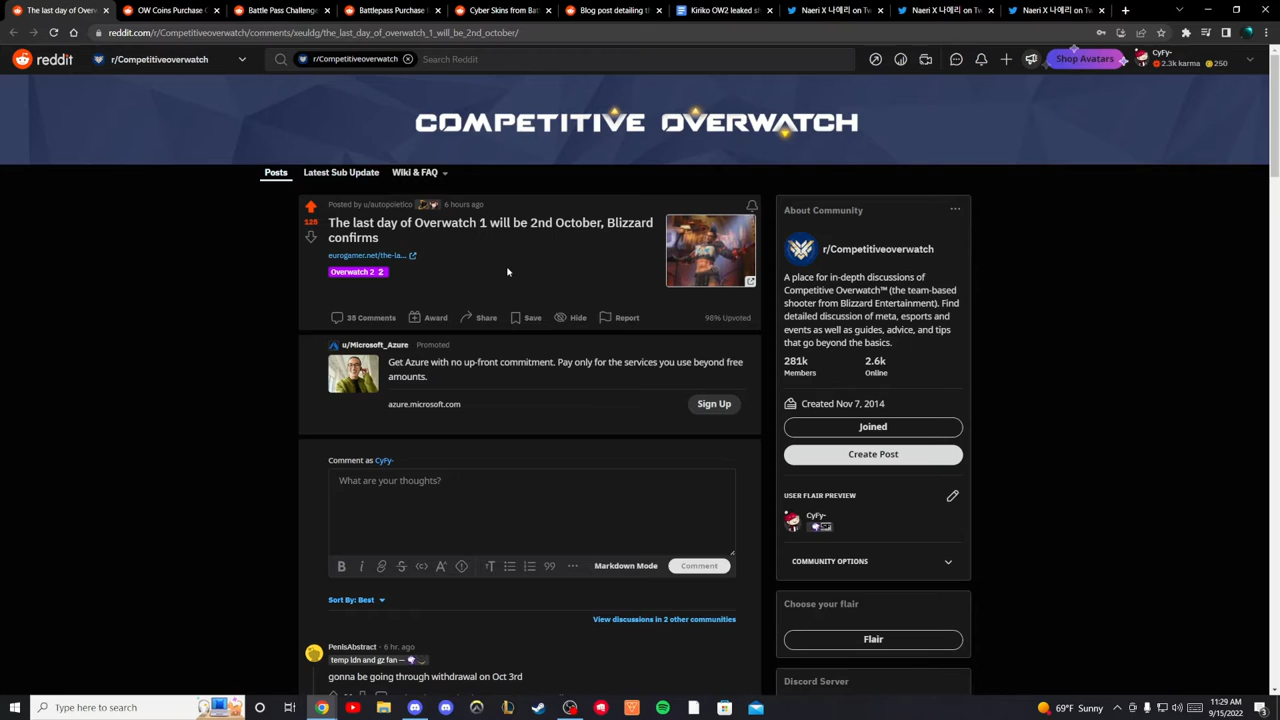 The last day of Over
OW Coins Purchase
Battle Pass Challenge
Battlepass Purchase
Cyber Skins from Bat
Blog post detailing th
Kiriko OW2 leaked sk
Naeri X 나에리 on Tw
Naeri X 나에리 on Tw
Naeri X 나에리 on Tw
reddit.com/r/Competitiveoverwatch/comments/xeuldg/the_last_day_of_overwatch_1_will_be_2nd_october/
reddit
r/Competitiveoverwatch
r/Competitiveoverwatch
Search Reddit
Shop Avatars
CyFy-
2.3k karma 250
COMPETITIVE OVERWATCH
Posts
Latest Sub Update
Wiki & FAQ
Posted by u/autopoietico 6 hours ago
128
The last day of Overwatch 1 will be 2nd October, Blizzard
confirms
eurogamer.net/the-la...
Overwatch 2
35 Comments
Award
Share
Save
Hide
Report
98% Upvoted
u/Microsoft_Azure Promoted
Get Azure with no up-front commitment. Pay only for the services you use beyond free
amounts.
azure.microsoft.com
Sign Up
Comment as CyFy-
What are your thoughts?
Markdown Mode
Comment
Sort By: Best
View discussions in 2 other communities
PenisAbstract · 6 hr. ago
temp ldn and gz fan —
gonna be going through withdrawal on Oct 3rd
About Community
r/Competitiveoverwatch
A place for in-depth discussions of
Competitive Overwatch™ (the team-based
shooter from Blizzard Entertainment). Find
detailed discussion of meta, esports and
events as well as guides, advice, and tips
that go beyond the basics.
281k
Members
2.6k
Online
Created Nov 7, 2014
Joined
Create Post
USER FLAIR PREVIEW
CyFy-
COMMUNITY OPTIONS
Choose your flair
Flair
Discord Server
Type here to search
69°F Sunny
11:29 AM
9/15/2022
3